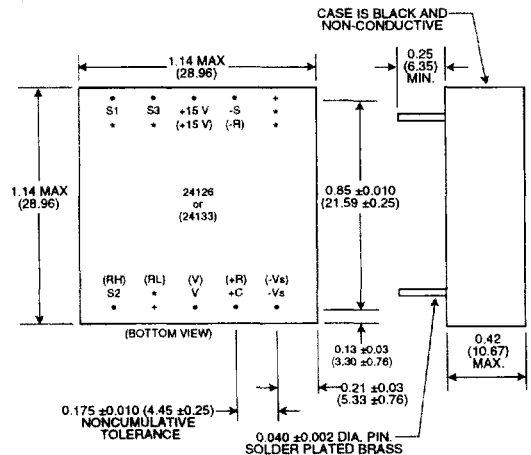 CASE IS BLACK AND
NON-CONDUCTIVE
1.14 MAX
(28.96)
0.25
(6.35)
MIN.
• • • • +
S1 S3 +15 V -S *
* * (+15 V) (-R) *
1.14 MAX
(28.96)
24126
or
(24133)
0.85 ±0.010
(21.59 ±0.25)
(RH) (RL) (V) (+R) (-Vs)
S2 * V +C -Vs
• + • • •
(BOTTOM VIEW)
0.13 ±0.03
(3.30 ±0.76)
0.42
(10.67)
MAX.
0.21 ±0.03
(5.33 ±0.76)
0.175 ±0.010 (4.45 ±0.25)
NONCUMULATIVE
TOLERANCE
0.040 ±0.002 DIA. PIN.
SOLDER PLATED BRASS